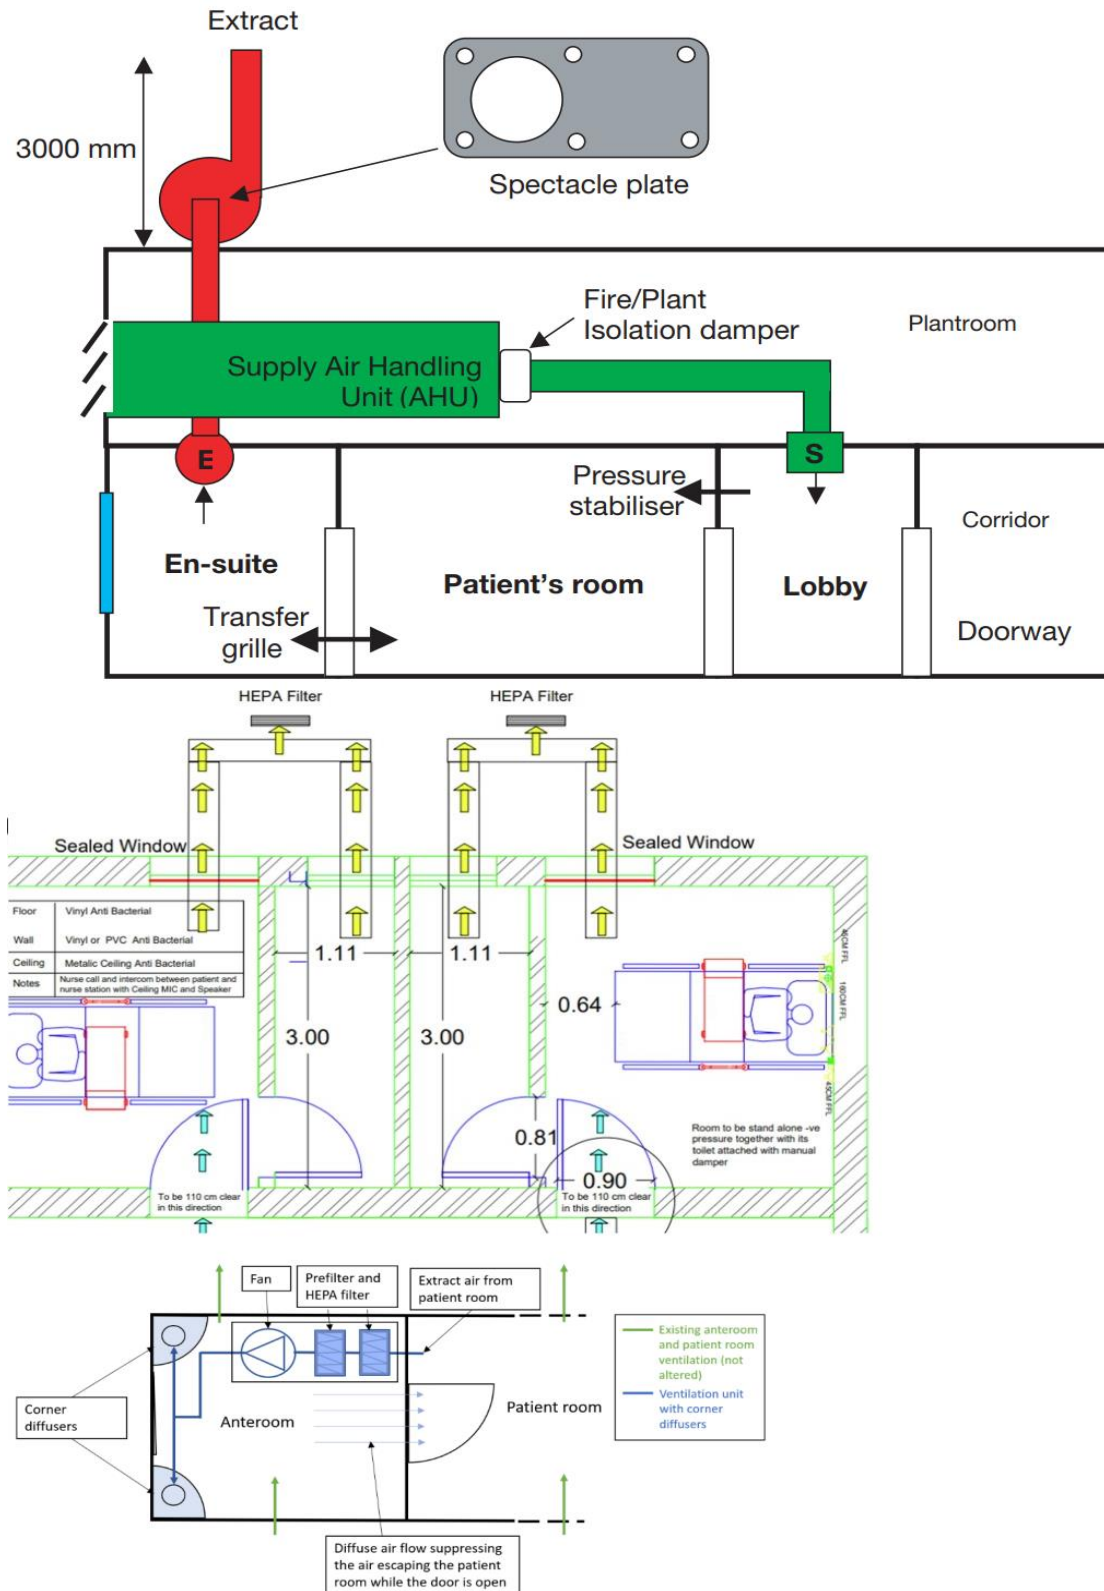 Extract
3000 mm
Spectacle plate
Fire/Plant
Isolation damper
Plantroom
Supply Air Handling
Unit (AHU)
E
S
Pressure
stabiliser
Corridor
En-suite
Patient's room
Lobby
Transfer
grille
Doorway
HEPA Filter
HEPA Filter
Sealed Window
Sealed Window
Floor Vinyl Anti Bacterial
Wall Vinyl or PVC Anti Bacterial
Ceiling Metalic Ceiling Anti Bacterial
Notes Nurse call and intercom between patient and
nurse station with Ceiling MIC and Speaker
1.11
1.11
0.64
3.00
3.00
160CM FFL
45CM FFL
0.81
0.90
Room to be stand alone -ve
pressure together with its
toilet attached with manual
damper
To be 110 cm clear
in this direction
To be 110 cm clear
in this direction
Fan
Prefilter and
HEPA filter
Extract air from
patient room
Existing anteroom
and patient room
ventilation (not
altered)
Ventilation unit
with corner
diffusers
Corner
diffusers
Anteroom
Patient room
Diffuse air flow suppressing
the air escaping the patient
room while the door is open